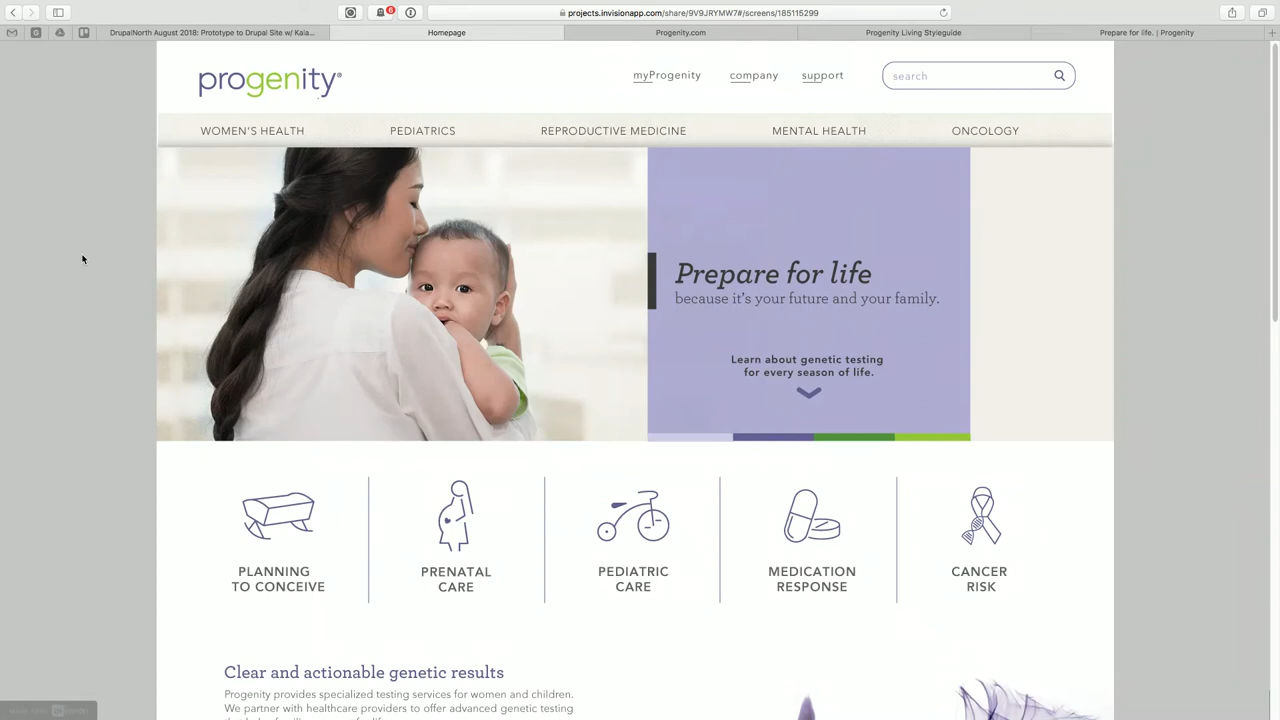 projects.invisionapp.com/share/9V9JRYMW7#/screens/185115299
DrupalNorth August 2018: Prototype to Drupal Site w/ Kaia...
Homepage
Progenity.com
Progenity Living Styleguide
Prepare for life. | Progenity
progenity®
myProgenity
company
support
search
WOMEN'S HEALTH
PEDIATRICS
REPRODUCTIVE MEDICINE
MENTAL HEALTH
ONCOLOGY
Prepare for life
because it's your future and your family.
Learn about genetic testing
for every season of life.
PLANNING
TO CONCEIVE
PRENATAL
CARE
PEDIATRIC
CARE
MEDICATION
RESPONSE
CANCER
RISK
Clear and actionable genetic results
Progenity provides specialized testing services for women and children.
We partner with healthcare providers to offer advanced genetic testing